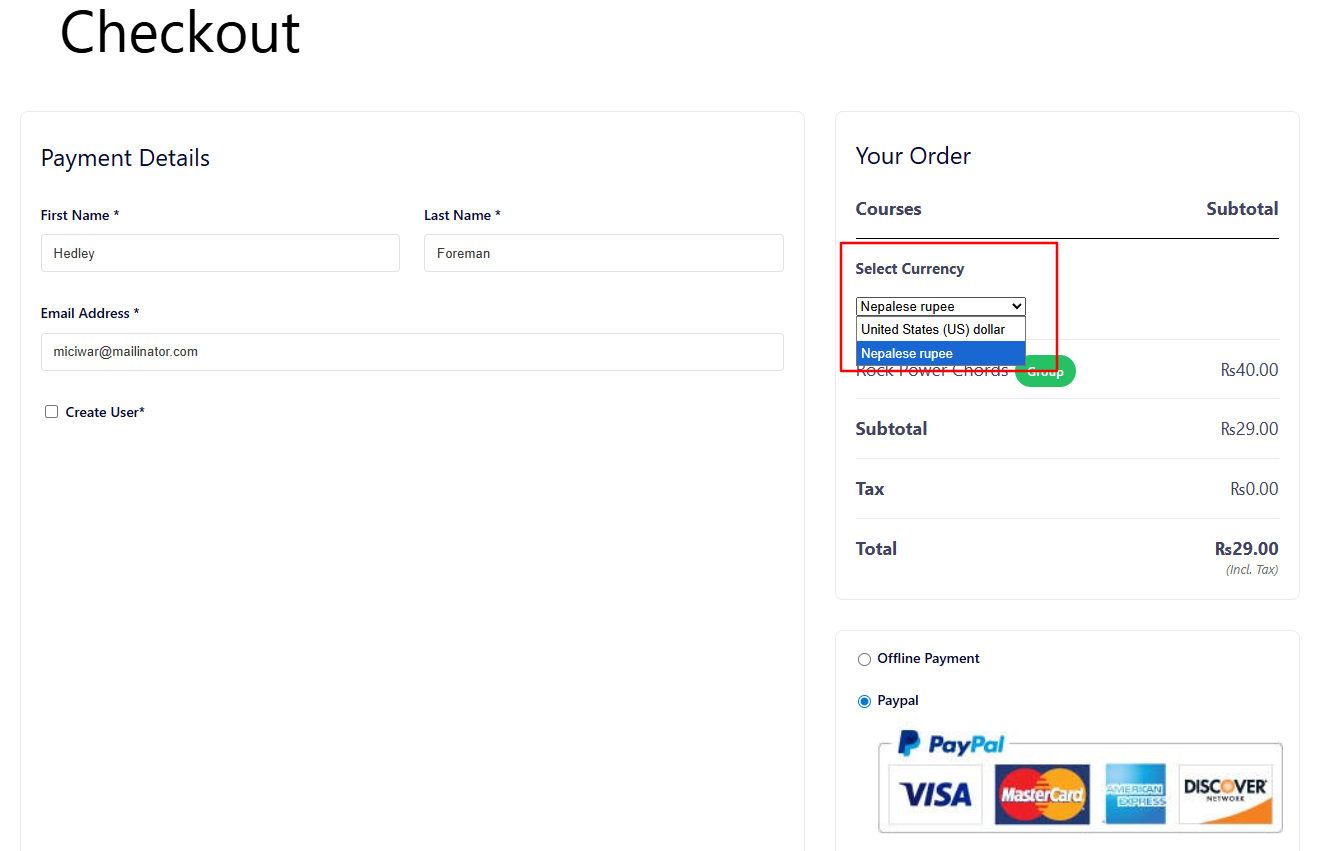 Checkout
Payment Details
First Name *
Last Name *
Hedley
Foreman
Email Address *
miciwar@mailinator.com
Create User*
Your Order
Courses Subtotal
Select Currency
Nepalese rupee
United States (US) dollar
Nepalese rupee
Rock Power Chords Group ₨40.00
Subtotal ₨29.00
Tax ₨0.00
Total ₨29.00
(Incl. Tax)
Offline Payment
Paypal
PayPal
VISA MasterCard AMERICAN EXPRESS DISCOVER NETWORK